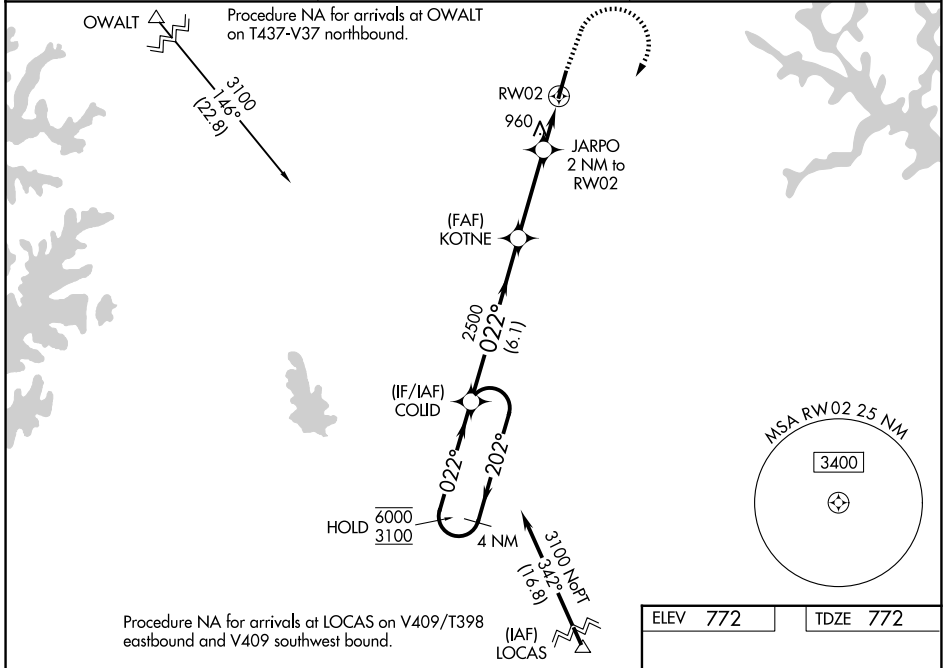 OWALT
Procedure NA for arrivals at OWALT
on T437-V37 northbound.
3100
146°
(22.8)
RW02
960
JARPO
2 NM to
RW02
(FAF)
KOTNE
2500
022°
(6.1)
(IF/IAF)
COLID
022°
202°
MSA RW02 25 NM
3400
HOLD
6000
3100
4 NM
3100 NoPT
342°
(16.8)
Procedure NA for arrivals at LOCAS on V409/T398
eastbound and V409 southwest bound.
(IAF)
LOCAS
ELEV 772
TDZE 772